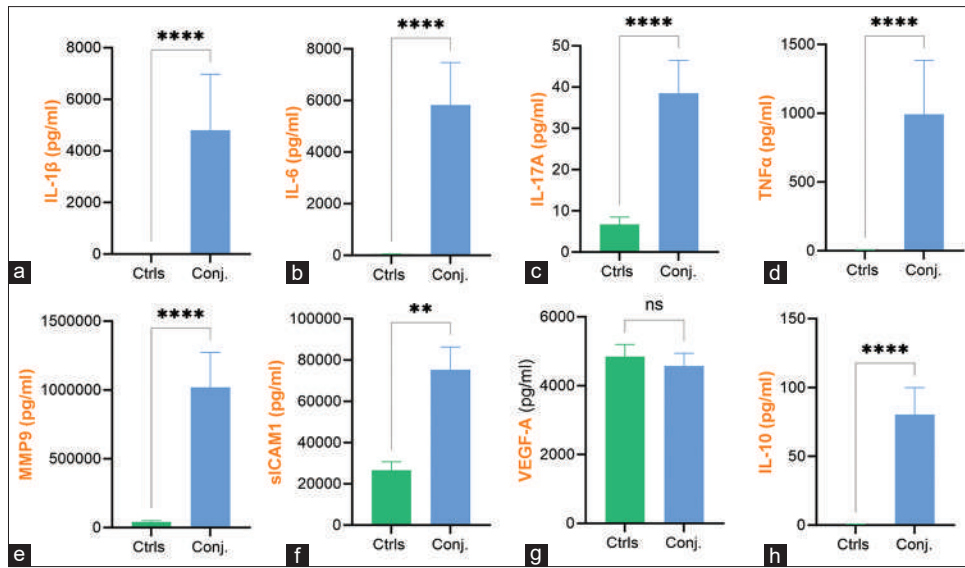 ****
IL-1β (pg/ml)
8000
6000
4000
2000
0
Ctrls Conj.
a
****
IL-6 (pg/ml)
8000
6000
4000
2000
0
Ctrls Conj.
b
****
IL-17A (pg/ml)
50
40
30
20
10
0
Ctrls Conj.
c
****
TNFα (pg/ml)
1500
1000
500
0
Ctrls Conj.
d
****
MMP9 (pg/ml)
1500000
1000000
500000
0
Ctrls Conj.
e
**
sICAM1 (pg/ml)
100000
80000
60000
40000
20000
0
Ctrls Conj.
f
ns
VEGF-A (pg/ml)
6000
4000
2000
0
Ctrls Conj.
g
****
IL-10 (pg/ml)
150
100
50
0
Ctrls Conj.
h